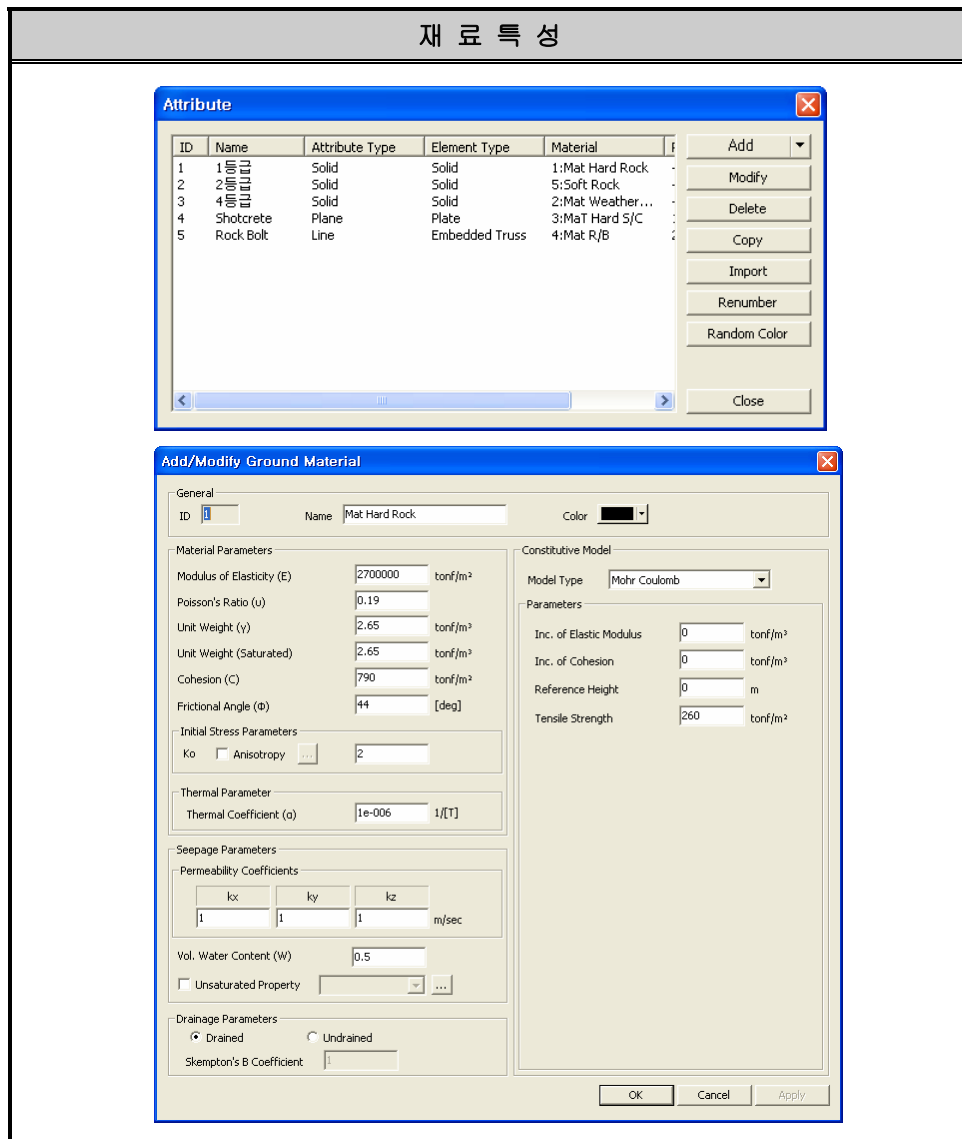 재 료 특 성
Attribute
ID Name Attribute Type Element Type Material
1 1등급 Solid Solid 1:Mat Hard Rock -
2 2등급 Solid Solid 5:Soft Rock -
3 4등급 Solid Solid 2:Mat Weather... -
4 Shotcrete Plane Plate 3:MaT Hard S/C
5 Rock Bolt Line Embedded Truss 4:Mat R/B
Add
Modify
Delete
Copy
Import
Renumber
Random Color
Close
Add/Modify Ground Material
General
ID 1 Name Mat Hard Rock Color
Material Parameters
Modulus of Elasticity (E) 2700000 tonf/m²
Poisson's Ratio (υ) 0.19
Unit Weight (γ) 2.65 tonf/m³
Unit Weight (Saturated) 2.65 tonf/m³
Cohesion (C) 790 tonf/m²
Frictional Angle (Φ) 44 [deg]
Initial Stress Parameters
Ko Anisotropy ... 2
Thermal Parameter
Thermal Coefficient (α) 1e-006 1/[T]
Seepage Parameters
Permeability Coefficients
kx ky kz
1 1 1 m/sec
Vol. Water Content (W) 0.5
Unsaturated Property ...
Drainage Parameters
Drained Undrained
Skempton's B Coefficient 1
Constitutive Model
Model Type Mohr Coulomb
Parameters
Inc. of Elastic Modulus 0 tonf/m³
Inc. of Cohesion 0 tonf/m³
Reference Height 0 m
Tensile Strength 260 tonf/m²
OK Cancel Apply